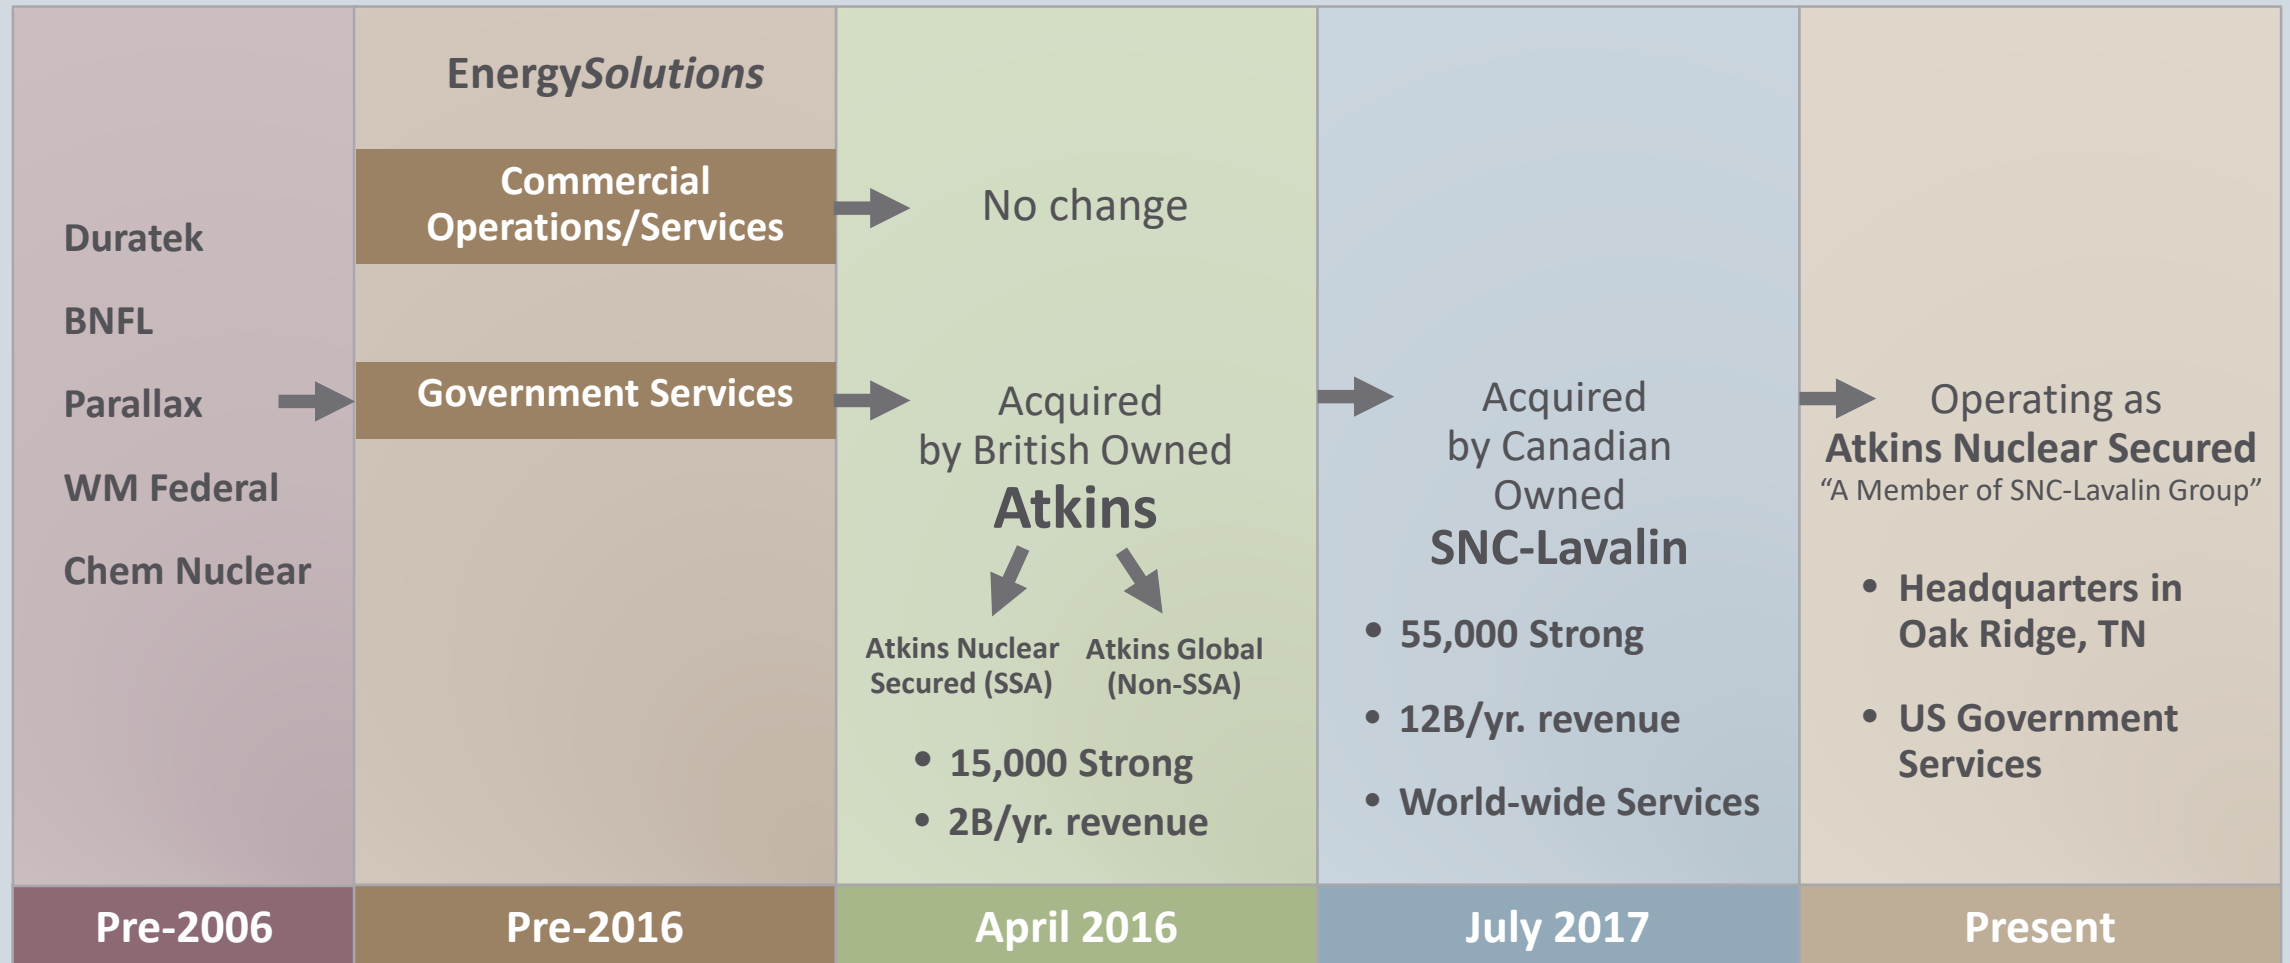 Duratek
BNFL
Parallax
WM Federal
Chem Nuclear
Pre-2006
EnergySolutions
Commercial
Operations/Services
Government Services
Pre-2016
No change
Acquired
by British Owned
Atkins
Atkins Nuclear
Secured (SSA)
Atkins Global
(Non-SSA)
• 15,000 Strong
• 2B/yr. revenue
April 2016
Acquired
by Canadian
Owned
SNC-Lavalin
• 55,000 Strong
• 12B/yr. revenue
• World-wide Services
July 2017
Operating as
Atkins Nuclear Secured
“A Member of SNC-Lavalin Group”
• Headquarters in
Oak Ridge, TN
• US Government
Services
Present